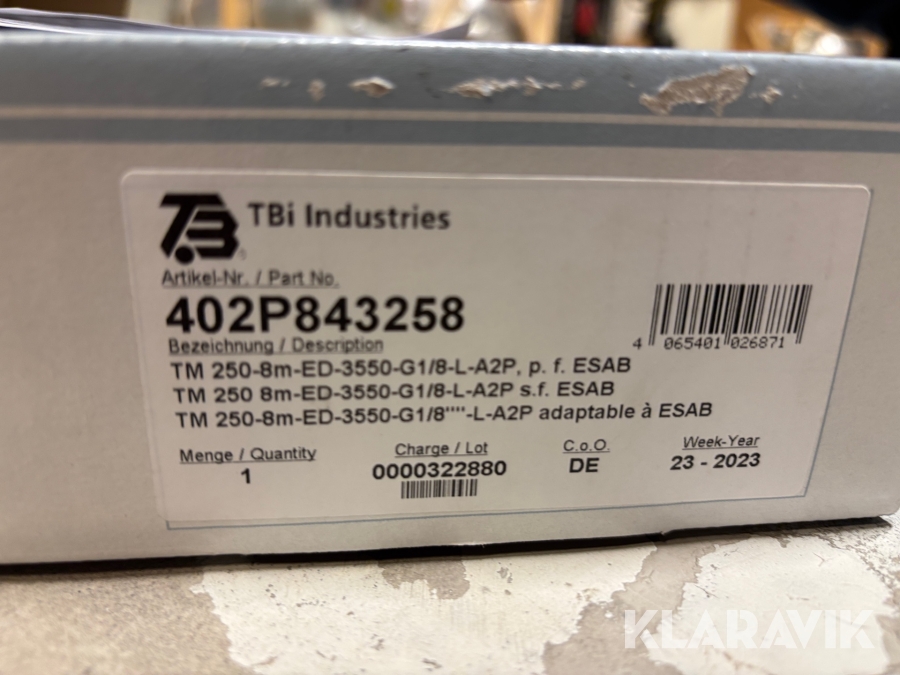 TBi Industries
Artikel-Nr. / Part No.
402P843258
4 065401 026871
Bezeichnung / Description
TM 250-8m-ED-3550-G1/8-L-A2P, p. f. ESAB
TM 250 8m-ED-3550-G1/8-L-A2P s.f. ESAB
TM 250-8m-ED-3550-G1/8""-L-A2P adaptable à ESAB
Menge / Quantity
1
Charge / Lot
0000322880
C.o.O.
DE
Week-Year
23 - 2023
KLARAVIK